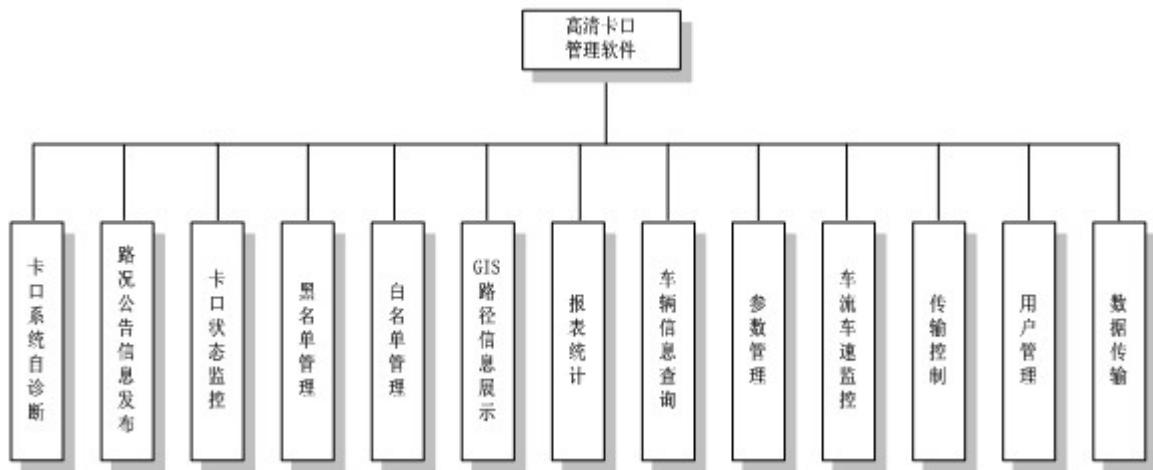 高清卡口
管理软件
卡口系统自诊断
路况公告信息发布
卡口状态监控
黑名单管理
白名单管理
GIS路径信息展示
报表统计
车辆信息查询
参数管理
车流车速监控
传输控制
用户管理
数据传输